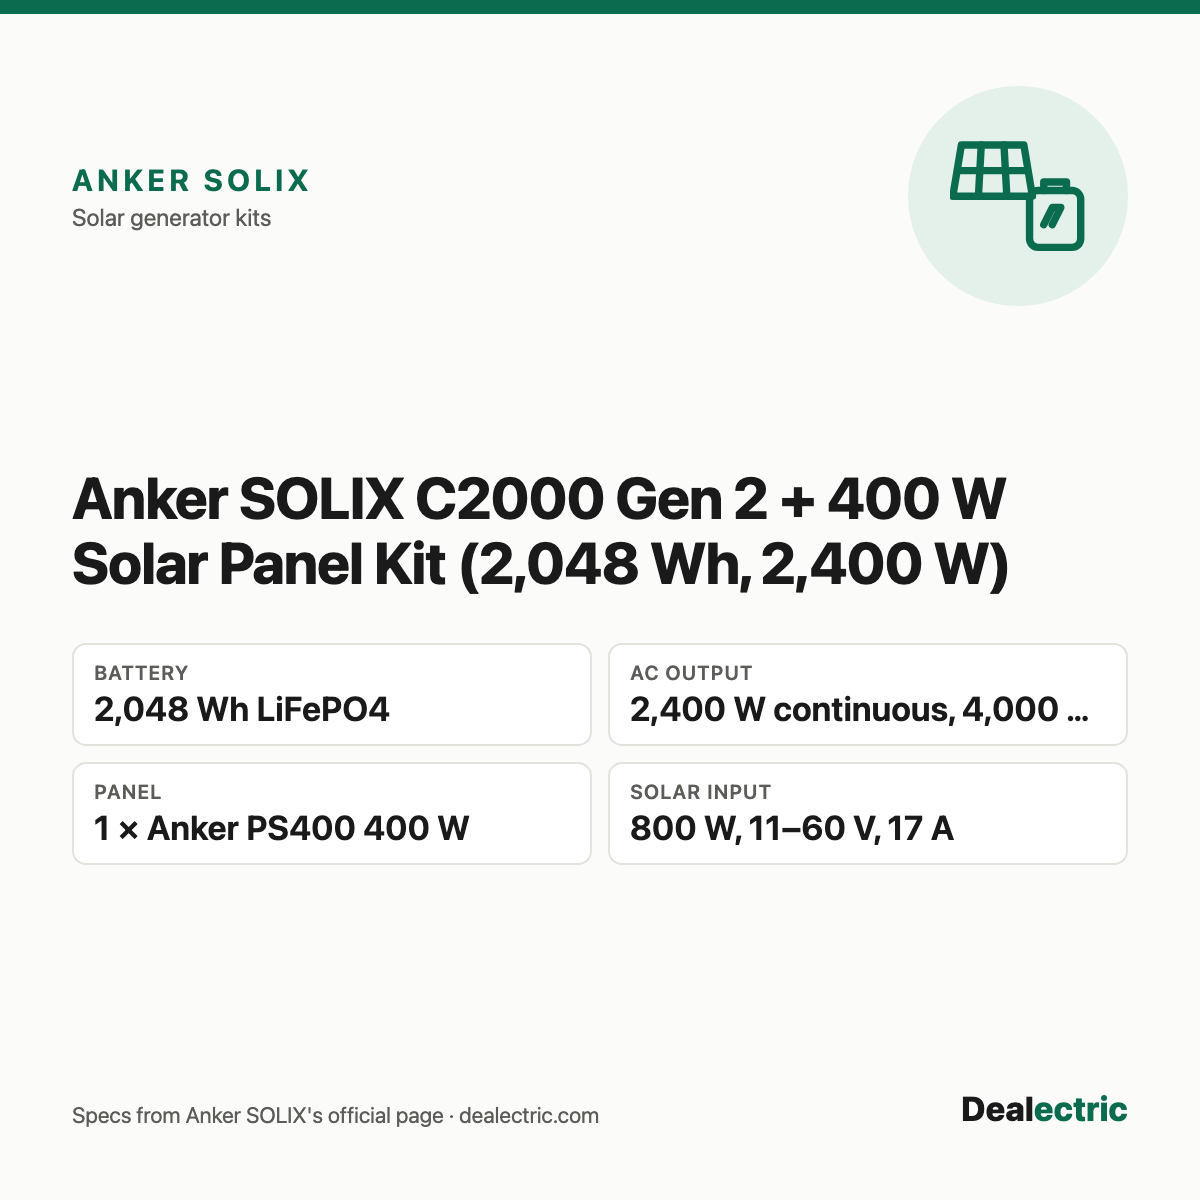 ANKER SOLIX
Solar generator kits
Anker SOLIX C2000 Gen 2 + 400 W
Solar Panel Kit (2,048 Wh, 2,400 W)
BATTERY
2,048 Wh LiFePO4
AC OUTPUT
2,400 W continuous, 4,000 ...
PANEL
1 × Anker PS400 400 W
SOLAR INPUT
800 W, 11–60 V, 17 A
Specs from Anker SOLIX's official page · dealectric.com
Dealectric